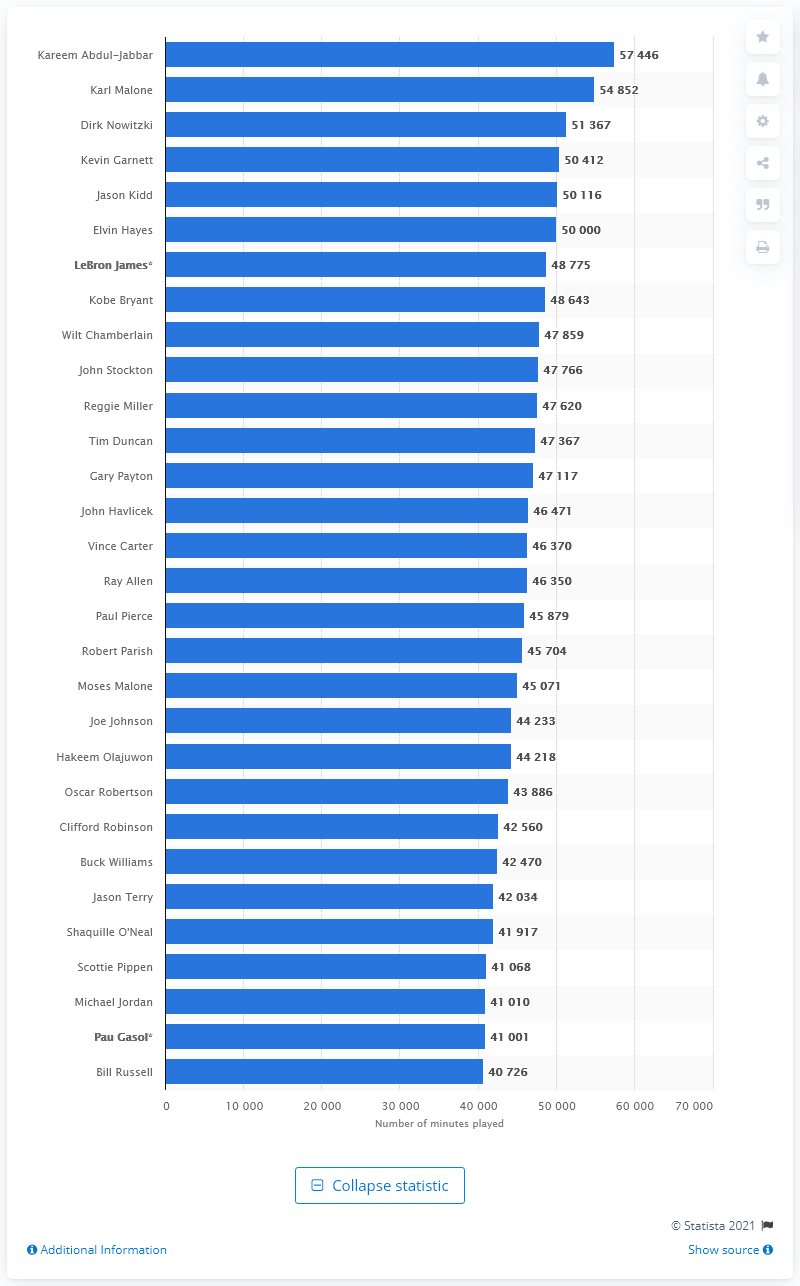 Kareem Abdul-Jabbar 57 446
Karl Malone 54 852
Dirk Nowitzki 51 367
Kevin Garnett 50 412
Jason Kidd 50 116
Elvin Hayes 50 000
LeBron James* 48 775
Kobe Bryant 48 643
Wilt Chamberlain 47 859
John Stockton 47 766
Reggie Miller 47 620
Tim Duncan 47 367
Gary Payton 47 117
John Havlicek 46 471
Vince Carter 46 370
Ray Allen 46 350
Paul Pierce 45 879
Robert Parish 45 704
Moses Malone 45 071
Joe Johnson 44 233
Hakeem Olajuwon 44 218
Oscar Robertson 43 886
Clifford Robinson 42 560
Buck Williams 42 470
Jason Terry 42 034
Shaquille O'Neal 41 917
Scottie Pippen 41 068
Michael Jordan 41 010
Pau Gasol* 41 001
Bill Russell 40 726
0 10 000 20 000 30 000 40 000 50 000 60 000 70 000
Number of minutes played
Collapse statistic
© Statista 2021
Additional Information Show source